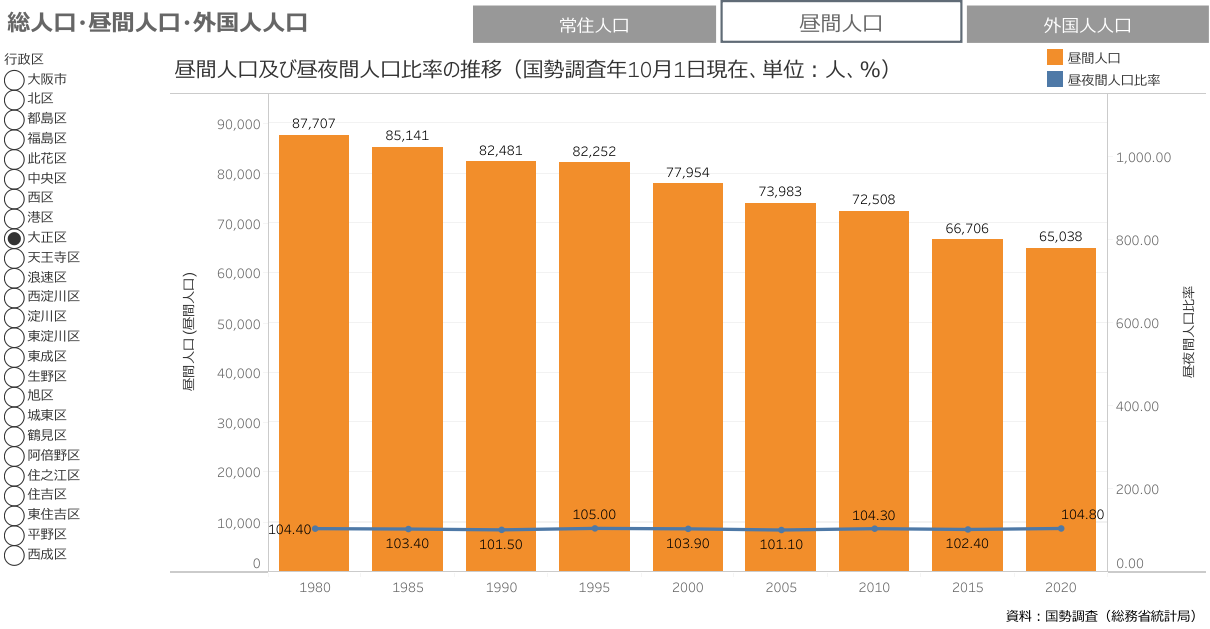 総人口･昼間人口･外国人人口
常住人口
昼間人口
外国人人口
行政区
大阪市
北区
都島区
福島区
此花区
中央区
西区
港区
大正区
天王寺区
浪速区
西淀川区
淀川区
東淀川区
東成区
生野区
旭区
城東区
鶴見区
阿倍野区
住之江区
住吉区
東住吉区
平野区
西成区
昼間人口及び昼夜間人口比率の推移（国勢調査年10月1日現在、単位：人、％）
昼間人口
昼夜間人口比率
昼間人口 (昼間人口)
90,000
80,000
70,000
60,000
50,000
40,000
30,000
20,000
10,000
0
87,707
85,141
82,481
82,252
77,954
73,983
72,508
66,706
65,038
104.40
103.40
101.50
105.00
103.90
101.10
104.30
102.40
104.80
1,000.00
800.00
600.00
400.00
200.00
0.00
昼夜間人口比率
1980
1985
1990
1995
2000
2005
2010
2015
2020
資料：国勢調査（総務省統計局）